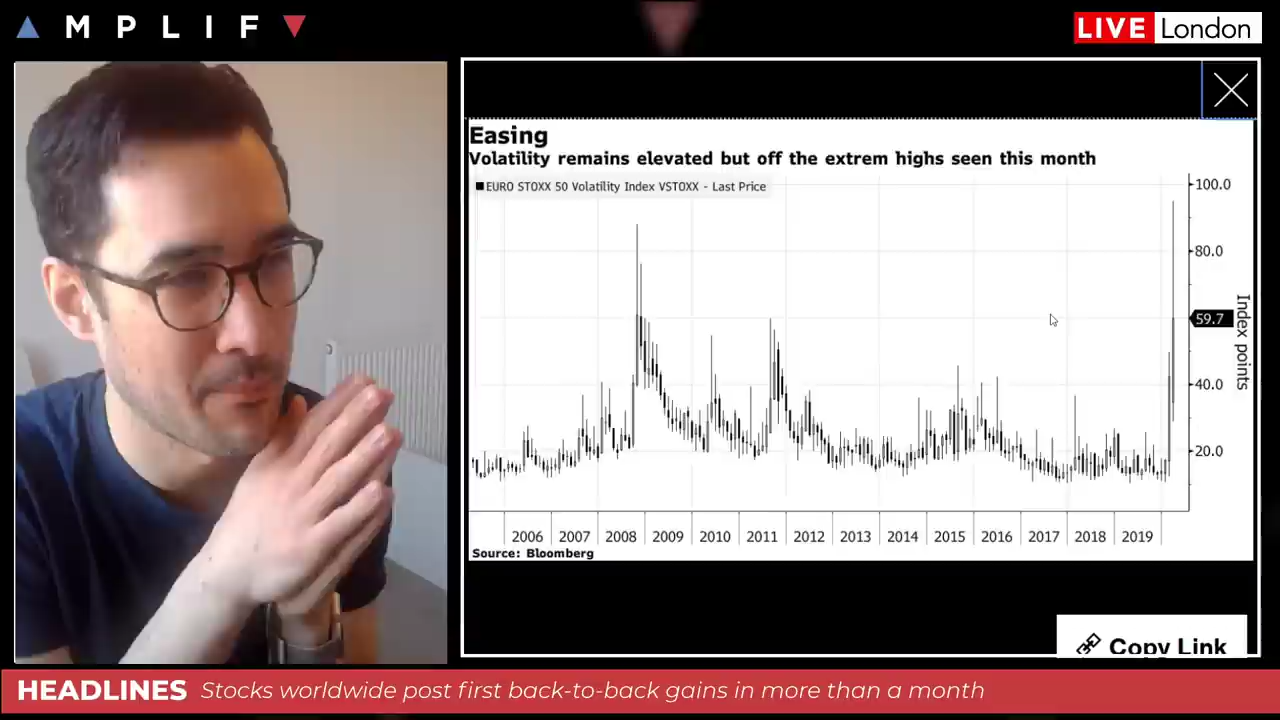 MPLIF
LIVE London
Easing
Volatility remains elevated but off the extrem highs seen this month
EURO STOXX 50 Volatility Index VSTOXX - Last Price
100.0
80.0
59.7
40.0
20.0
Index points
2006 2007 2008 2009 2010 2011 2012 2013 2014 2015 2016 2017 2018 2019
Source: Bloomberg
Copy Link
HEADLINES Stocks worldwide post first back-to-back gains in more than a month